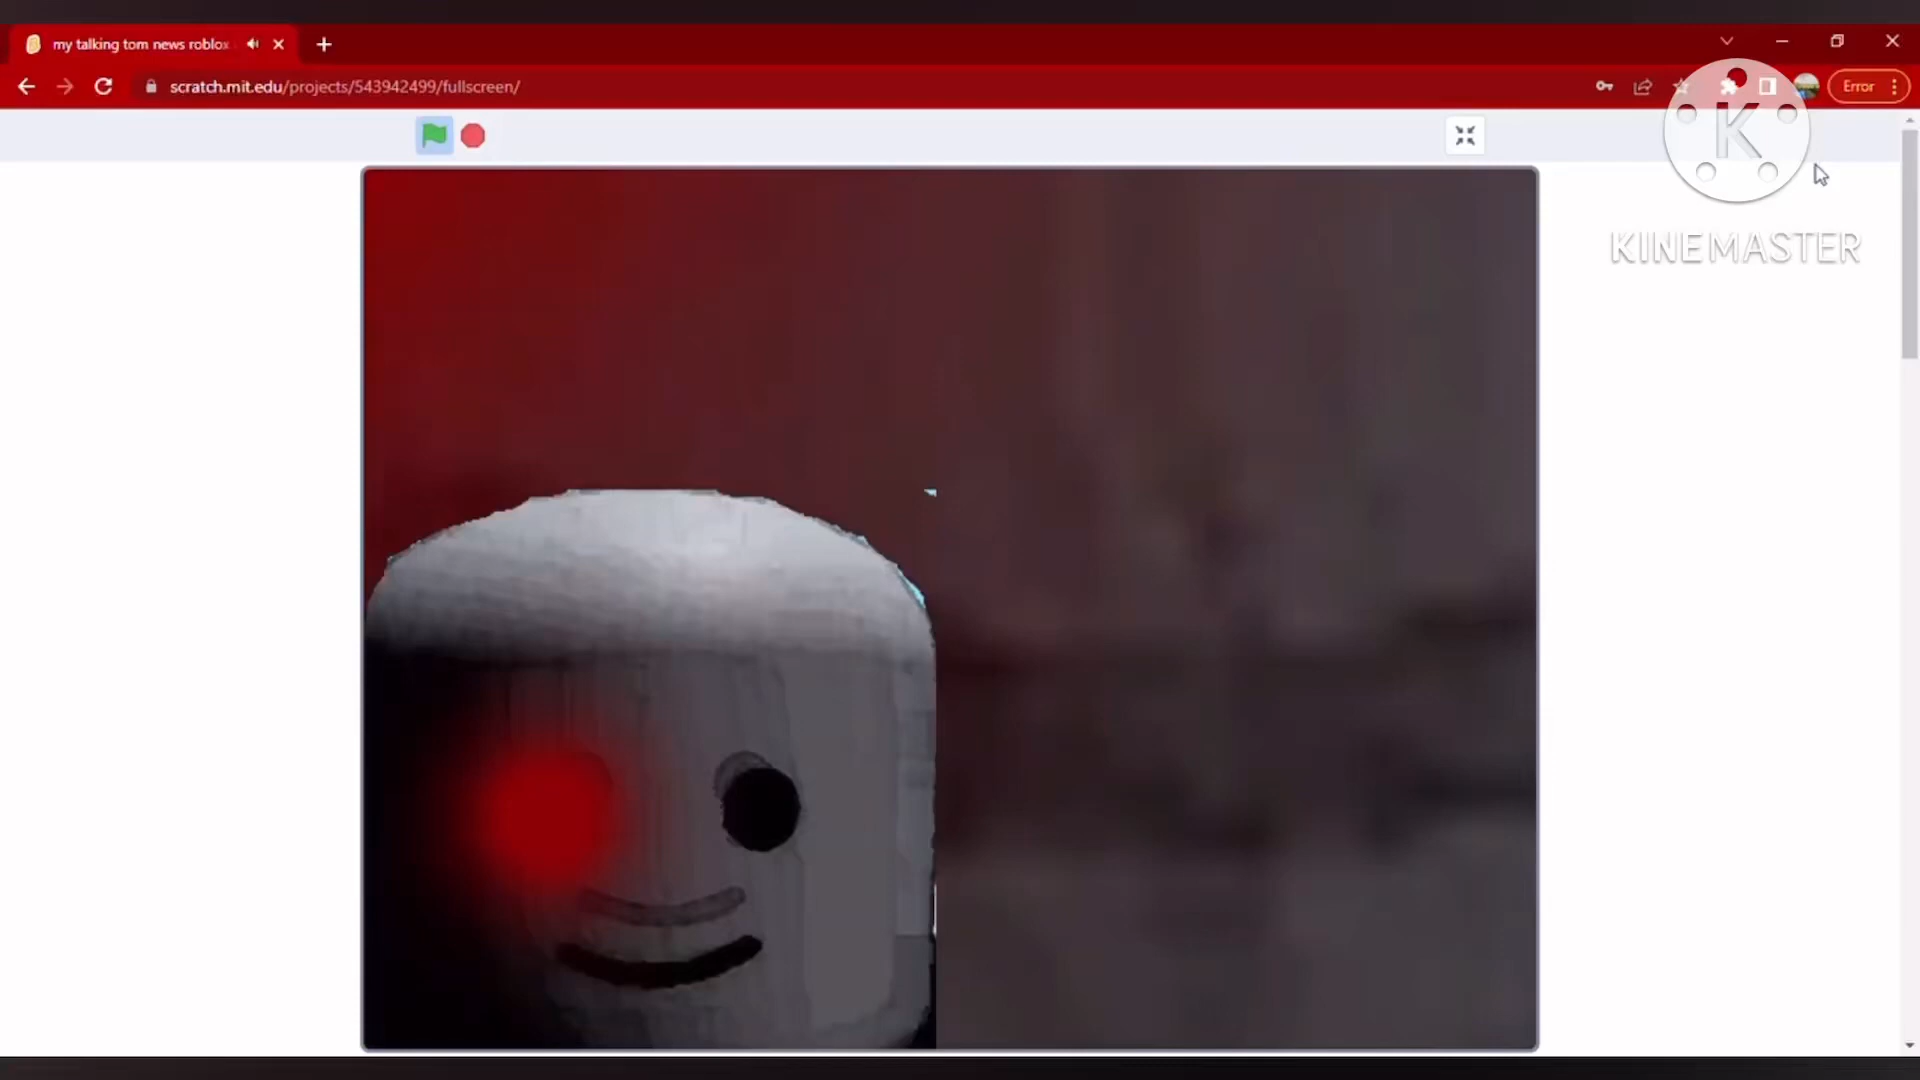 my talking tom news roblox
scratch.mit.edu/projects/543942499/fullscreen/
Error
K
KINEMASTER